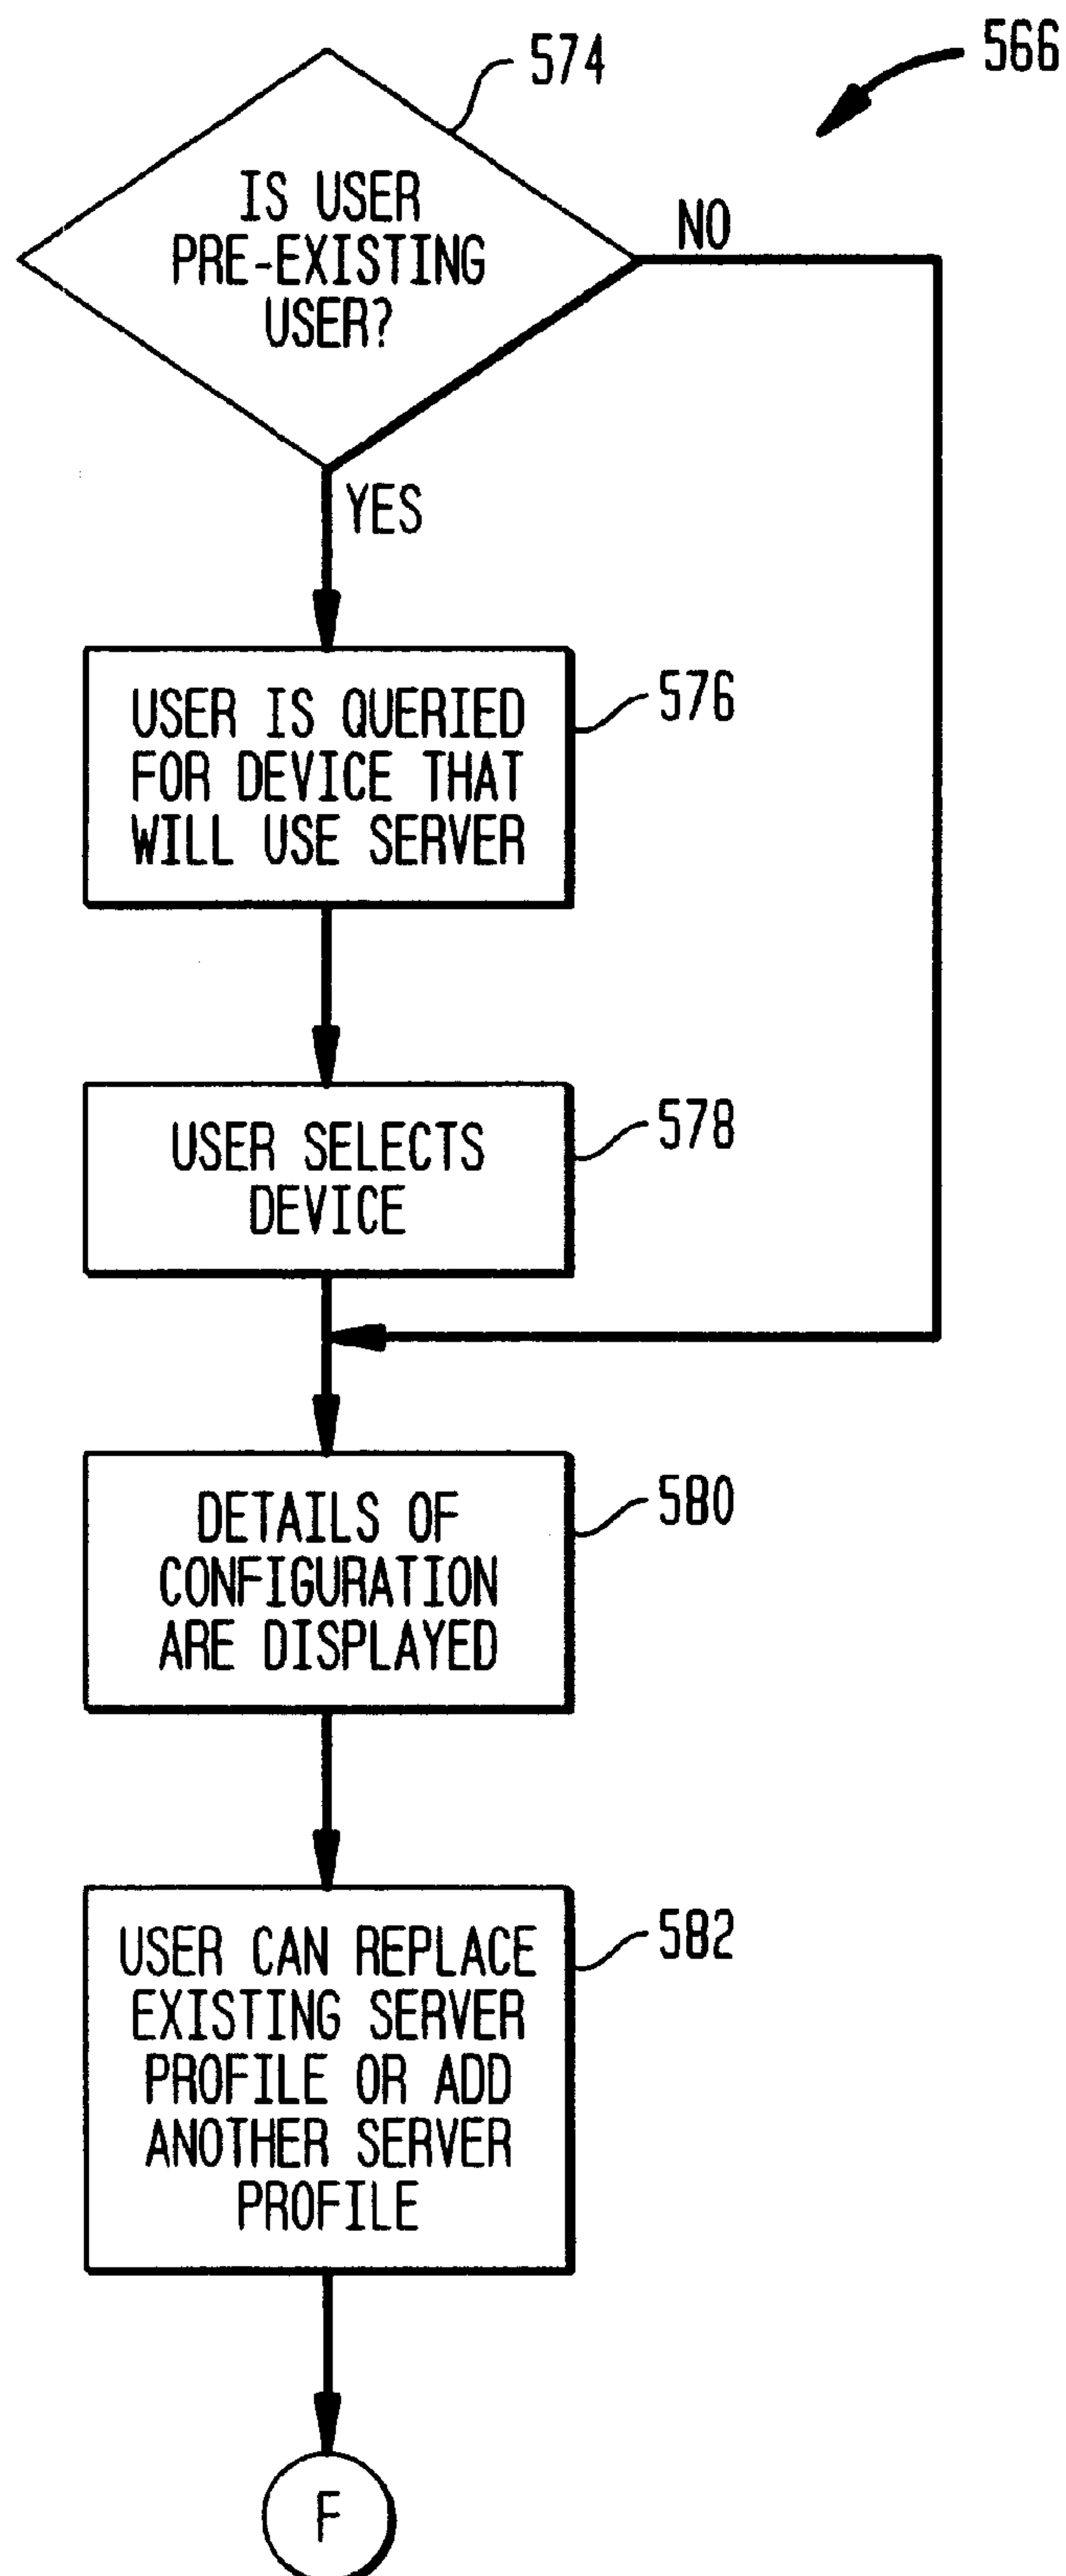 574
566
IS USER
PRE-EXISTING
USER?
NO
YES
USER IS QUERIED
FOR DEVICE THAT
WILL USE SERVER
576
USER SELECTS
DEVICE
578
DETAILS OF
CONFIGURATION
ARE DISPLAYED
580
USER CAN REPLACE
EXISTING SERVER
PROFILE OR ADD
ANOTHER SERVER
PROFILE
582
F